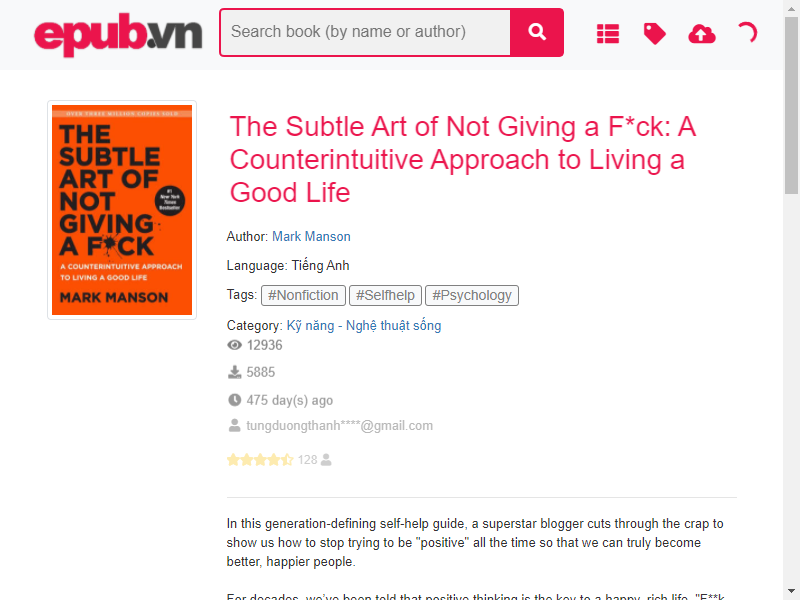 epub.vn
Search book (by name or author)
OVER THREE MILLION COPIES SOLD
THE
SUBTLE
ART OF
NOT
GIVING
A F*CK
#1
New York
Times
Bestseller
A COUNTERINTUITIVE APPROACH
TO LIVING A GOOD LIFE
MARK MANSON
The Subtle Art of Not Giving a F*ck: A
Counterintuitive Approach to Living a
Good Life
Author: Mark Manson
Language: Tiếng Anh
Tags: #Nonfiction #Selfhelp #Psychology
Category: Kỹ năng - Nghệ thuật sống
12936
5885
475 day(s) ago
tungduongthanh****@gmail.com
128
In this generation-defining self-help guide, a superstar blogger cuts through the crap to
show us how to stop trying to be "positive" all the time so that we can truly become
better, happier people.
For decades, we've been told that positive thinking is the key to a happy, rich life. "F**k